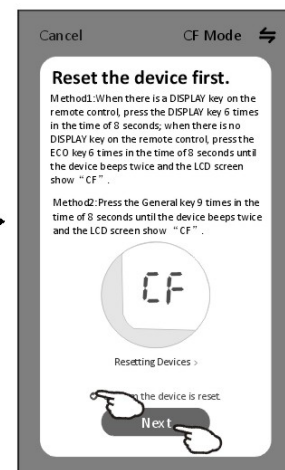 Cancel CF Mode
Reset the device first.
Method1:When there is a DISPLAY key on the
remote control, press the DISPLAY key 6 times
in the time of 8 seconds; when there is no
DISPLAY key on the remote control, press the
ECO key 6 times in the time of 8 seconds until
the device beeps twice and the LCD screen
show “CF”.
Method2:Press the General key 9 times in the
time of 8 seconds until the device beeps twice
and the LCD screen show “CF”.
CF
Resetting Devices >
the device is reset.
Next